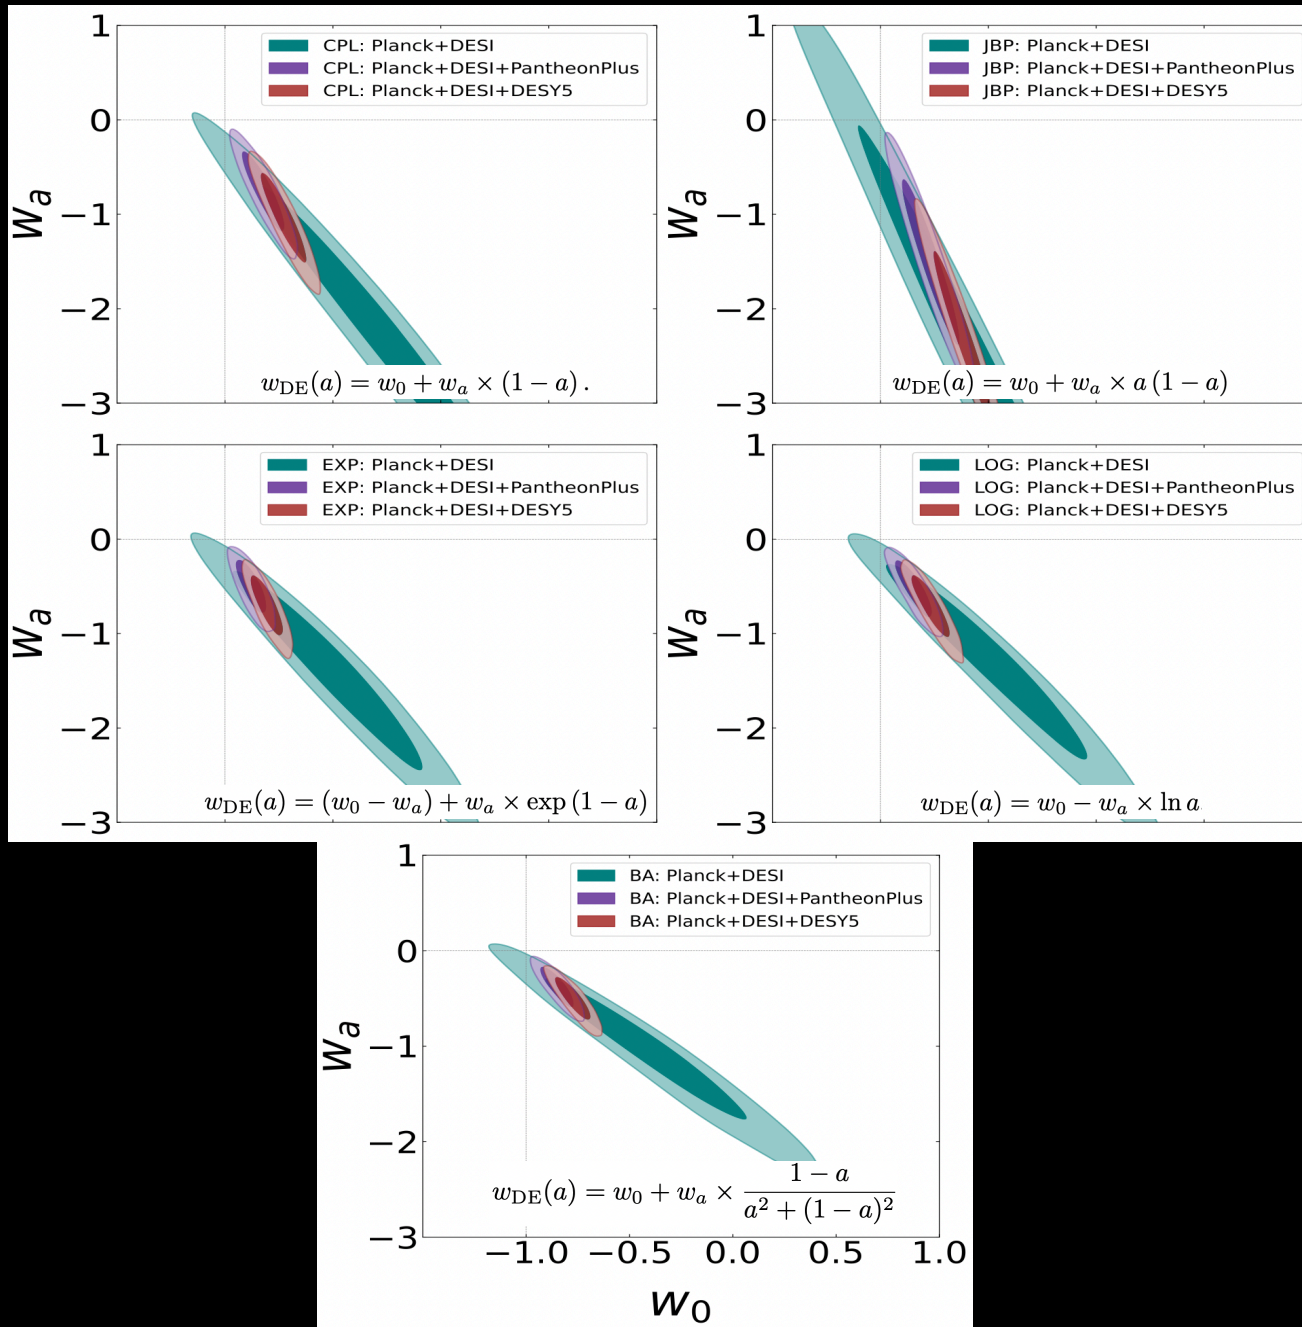 CPL: Planck+DESI
CPL: Planck+DESI+PantheonPlus
CPL: Planck+DESI+DESY5
1
0
−1
−2
−3
wₐ
w_DE(a) = w₀ + wₐ × (1 − a) .
JBP: Planck+DESI
JBP: Planck+DESI+PantheonPlus
JBP: Planck+DESI+DESY5
1
0
−1
−2
−3
wₐ
w_DE(a) = w₀ + wₐ × a (1 − a)
EXP: Planck+DESI
EXP: Planck+DESI+PantheonPlus
EXP: Planck+DESI+DESY5
1
0
−1
−2
−3
wₐ
w_DE(a) = (w₀ − wₐ) + wₐ × exp (1 − a)
LOG: Planck+DESI
LOG: Planck+DESI+PantheonPlus
LOG: Planck+DESI+DESY5
1
0
−1
−2
−3
wₐ
w_DE(a) = w₀ − wₐ × ln a
BA: Planck+DESI
BA: Planck+DESI+PantheonPlus
BA: Planck+DESI+DESY5
1
0
−1
−2
−3
wₐ
w_DE(a) = w₀ + wₐ × (1 − a) / (a² + (1 − a)²)
−1.0 −0.5 0.0 0.5 1.0
w₀